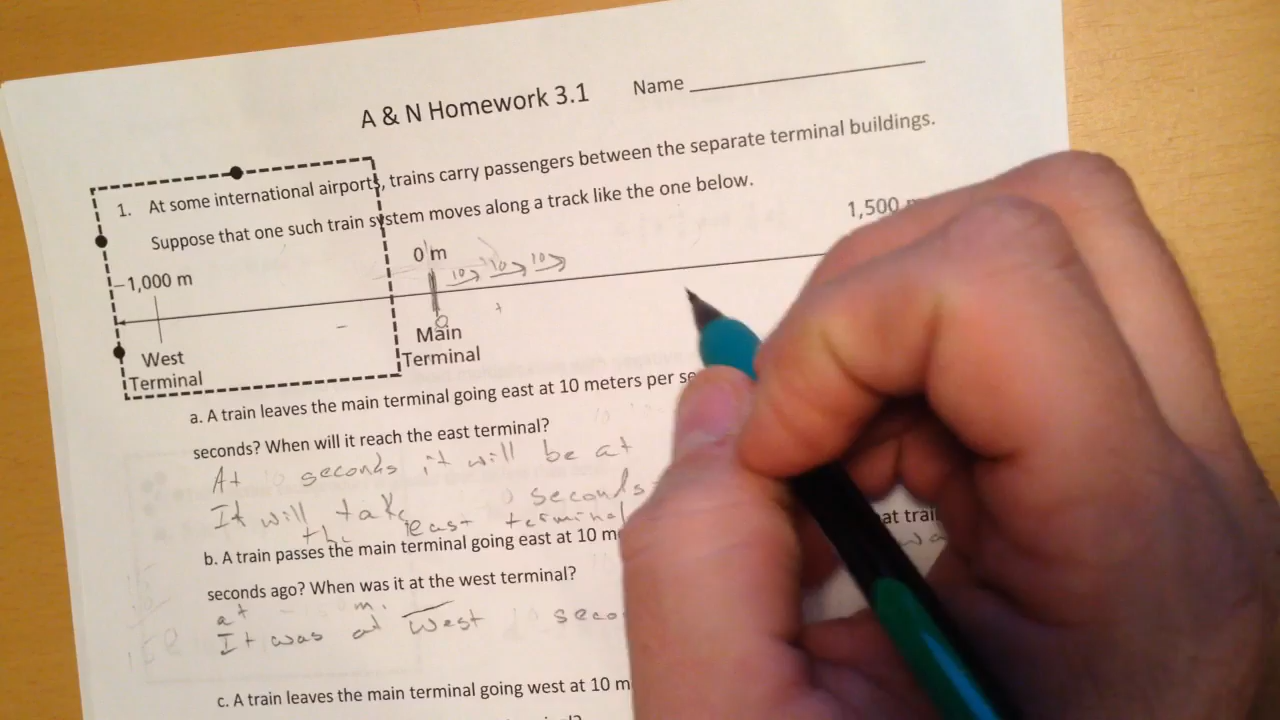 A & N Homework 3.1 Name
1. At some international airports, trains carry passengers between the separate terminal buildings.
Suppose that one such train system moves along a track like the one below.
1,500
0 m
10 10 10
-1,000 m
- +
0
West Main
Terminal Terminal
a. A train leaves the main terminal going east at 10 meters per se
seconds? When will it reach the east terminal?
At seconds it will be at
It will take seconds
the east terminal
b. A train passes the main terminal going east at 10 m at trai
seconds ago? When was it at the west terminal?
at m.
It was at West seco
c. A train leaves the main terminal going west at 10 m